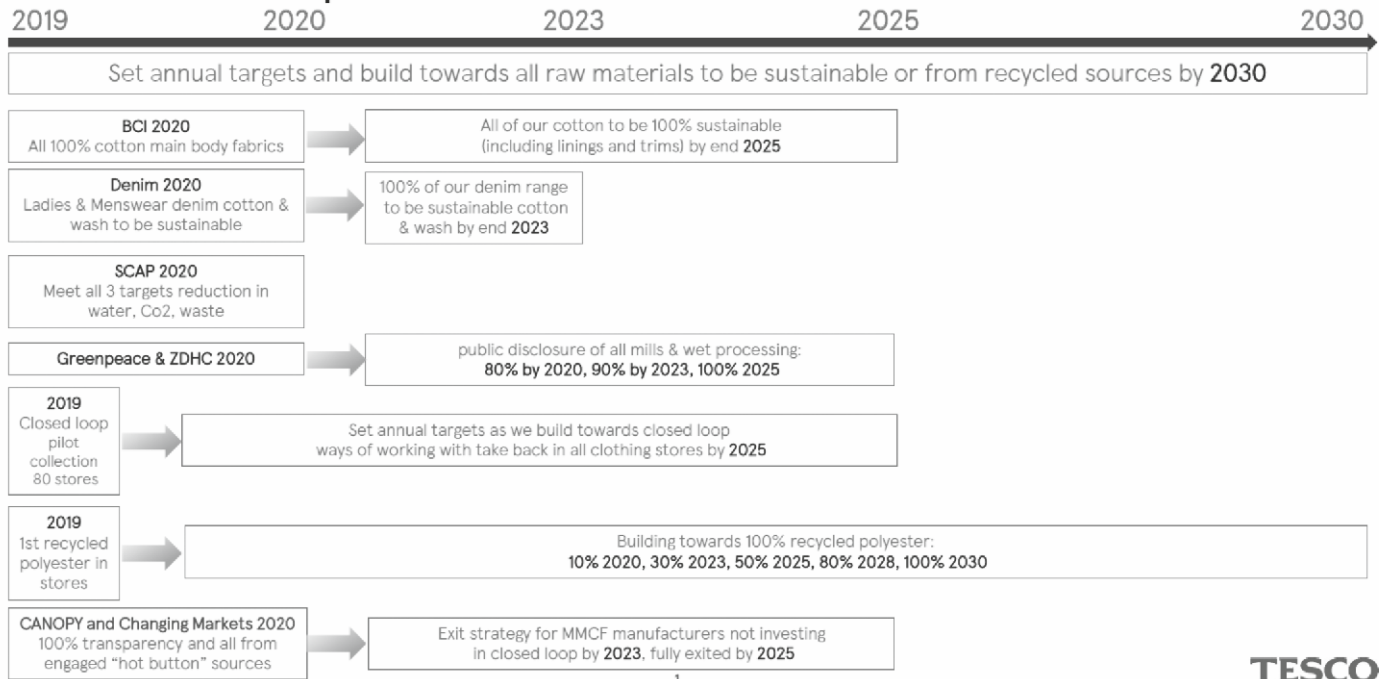 2019 2020 2023 2025 2030
Set annual targets and build towards all raw materials to be sustainable or from recycled sources by 2030
BCI 2020
All 100% cotton main body fabrics
All of our cotton to be 100% sustainable
(including linings and trims) by end 2025
Denim 2020
Ladies & Menswear denim cotton &
wash to be sustainable
100% of our denim range
to be sustainable cotton
& wash by end 2023
SCAP 2020
Meet all 3 targets reduction in
water, Co2, waste
Greenpeace & ZDHC 2020
public disclosure of all mills & wet processing:
80% by 2020, 90% by 2023, 100% 2025
2019
Closed loop
pilot
collection
80 stores
Set annual targets as we build towards closed loop
ways of working with take back in all clothing stores by 2025
2019
1st recycled
polyester in
stores
Building towards 100% recycled polyester:
10% 2020, 30% 2023, 50% 2025, 80% 2028, 100% 2030
CANOPY and Changing Markets 2020
100% transparency and all from
engaged “hot button” sources
Exit strategy for MMCF manufacturers not investing
in closed loop by 2023, fully exited by 2025
TESCO